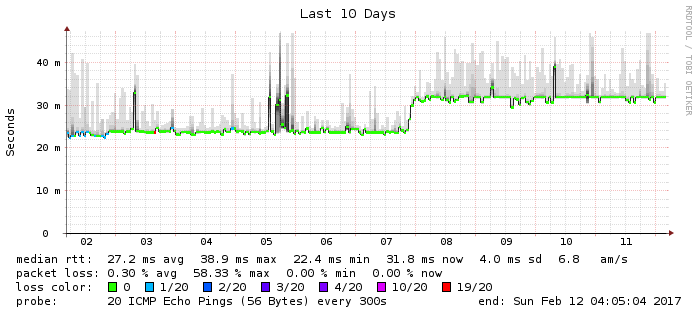 Last 10 Days
RRDTOOL / TOBI OETIKER
Seconds
40 m
30 m
20 m
10 m
0
02 03 04 05 06 07 08 09 10 11
median rtt: 27.2 ms avg 38.9 ms max 22.4 ms min 31.8 ms now 4.0 ms sd 6.8 am/s
packet loss: 0.30 % avg 58.33 % max 0.00 % min 0.00 % now
loss color: 0 1/20 2/20 3/20 4/20 10/20 19/20
probe: 20 ICMP Echo Pings (56 Bytes) every 300s end: Sun Feb 12 04:05:04 2017